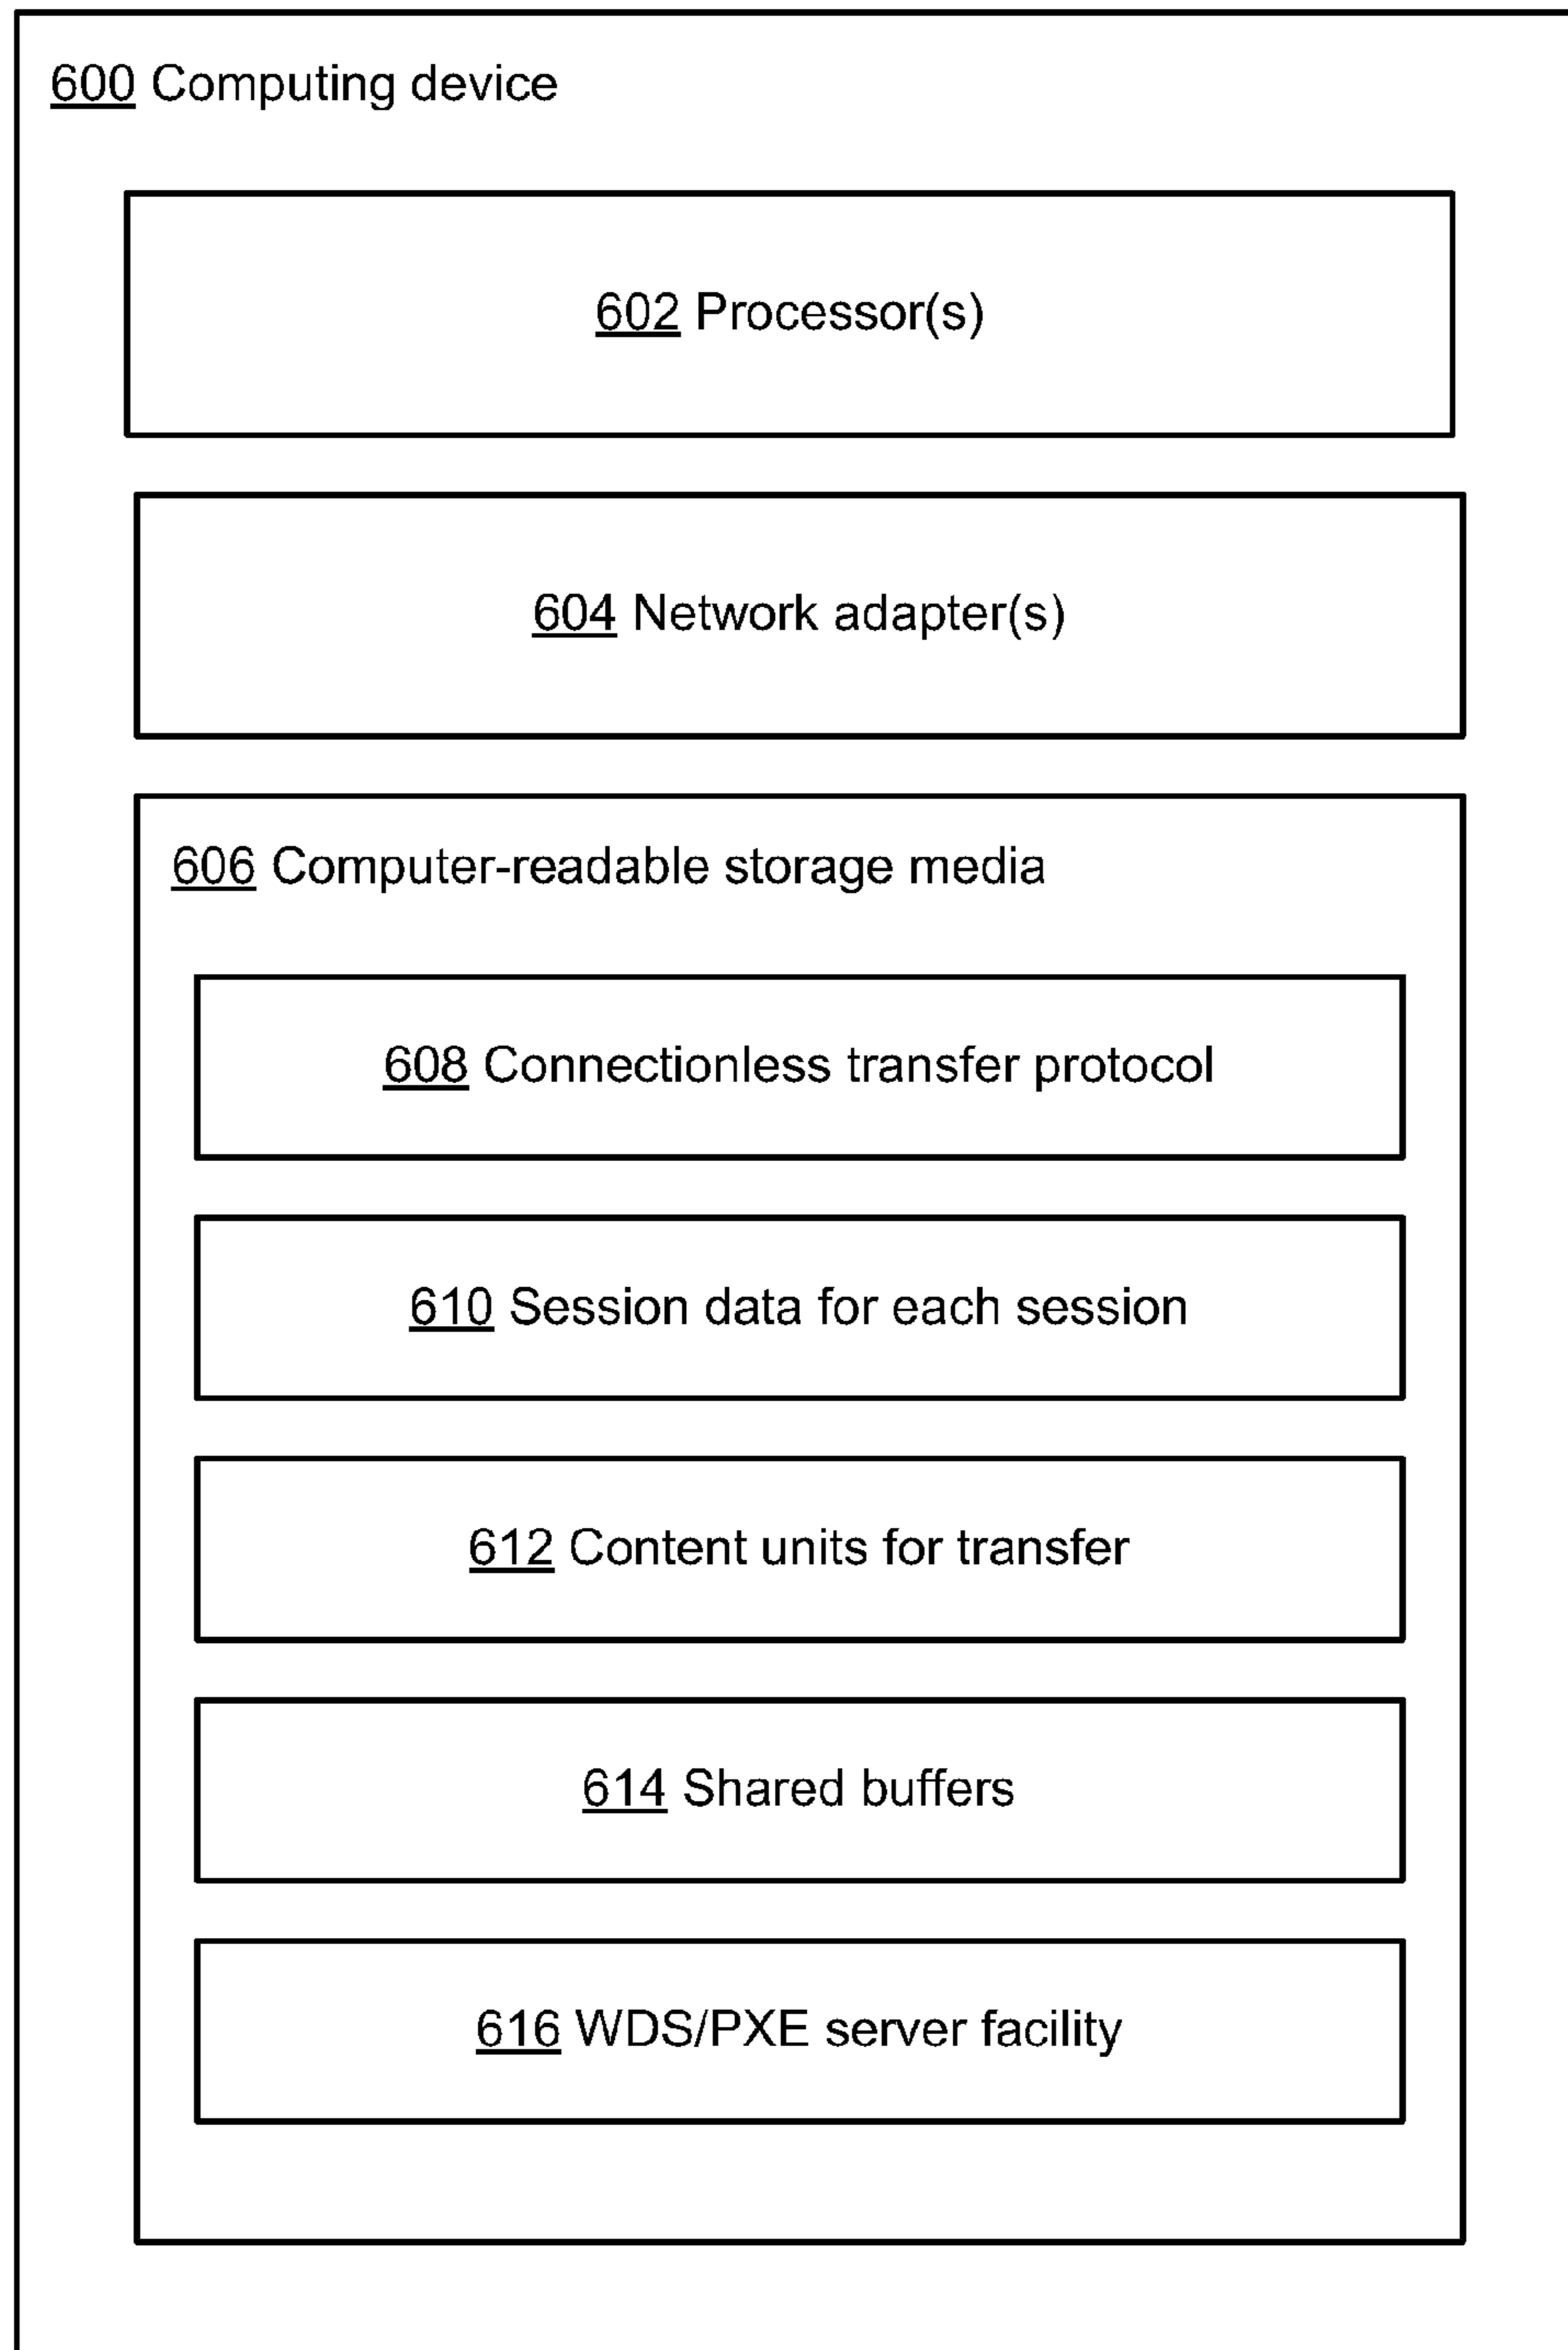 600 Computing device
602 Processor(s)
604 Network adapter(s)
606 Computer-readable storage media
608 Connectionless transfer protocol
610 Session data for each session
612 Content units for transfer
614 Shared buffers
616 WDS/PXE server facility